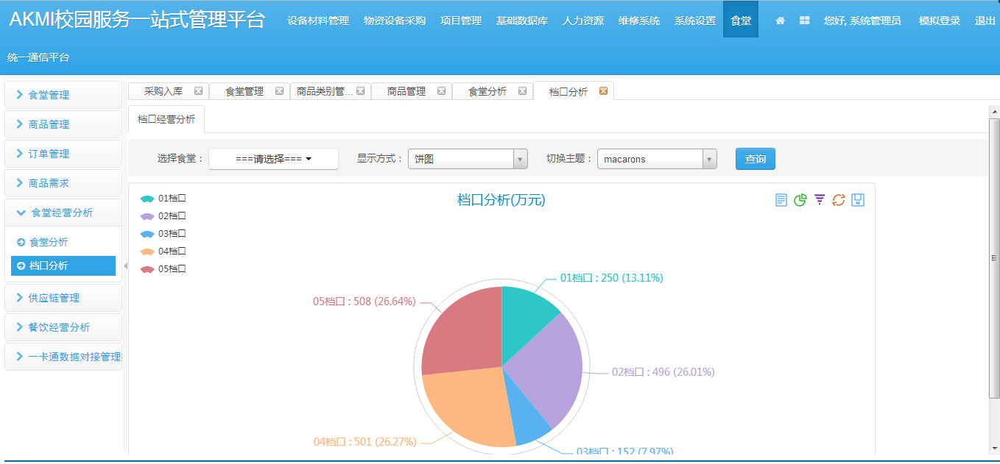 AKMI校园服务一站式管理平台 设备材料管理 物资设备采购 项目管理 基础数据库 人力资源 维修系统 系统设置 食堂 您好, 系统管理员 模拟登录 退出
统一通信平台
食堂管理
商品管理
订单管理
商品需求
食堂经营分析
食堂分析
档口分析
供应链管理
餐饮经营分析
一卡通数据对接管理
采购入库 食堂管理 商品类别管... 商品管理 食堂分析 档口分析
档口经营分析
选择食堂： ===请选择=== 显示方式： 饼图 切换主题： macarons 查询
档口分析(万元)
01档口
02档口
03档口
04档口
05档口
01档口 : 250 (13.11%)
05档口 : 508 (26.64%)
02档口 : 496 (26.01%)
04档口 : 501 (26.27%)
03档口 : 152 (7.97%)